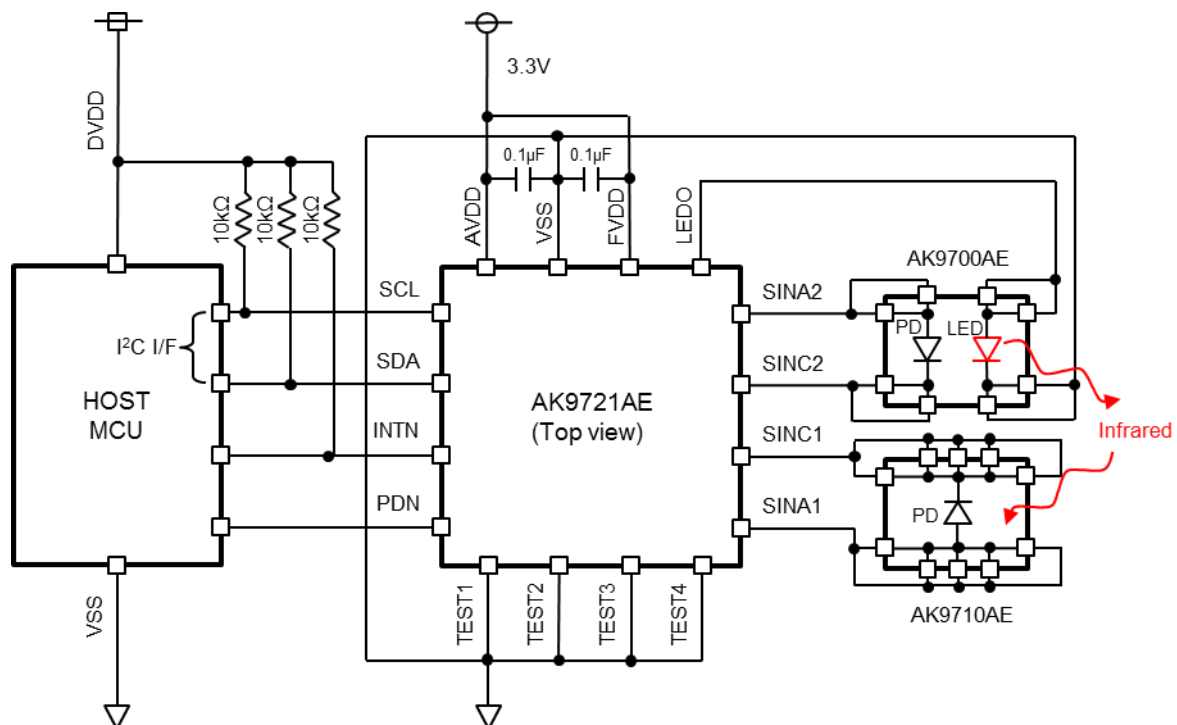 3.3V
DVDD
10kΩ
10kΩ
10kΩ
0.1µF
0.1µF
AVDD
VSS
FVDD
LEDO
AK9700AE
SCL
SDA
INTN
PDN
I²C I/F
HOST
MCU
AK9721AE
(Top view)
SINA2
SINC2
SINC1
SINA1
PD
LED
Infrared
PD
AK9710AE
VSS
TEST1
TEST2
TEST3
TEST4